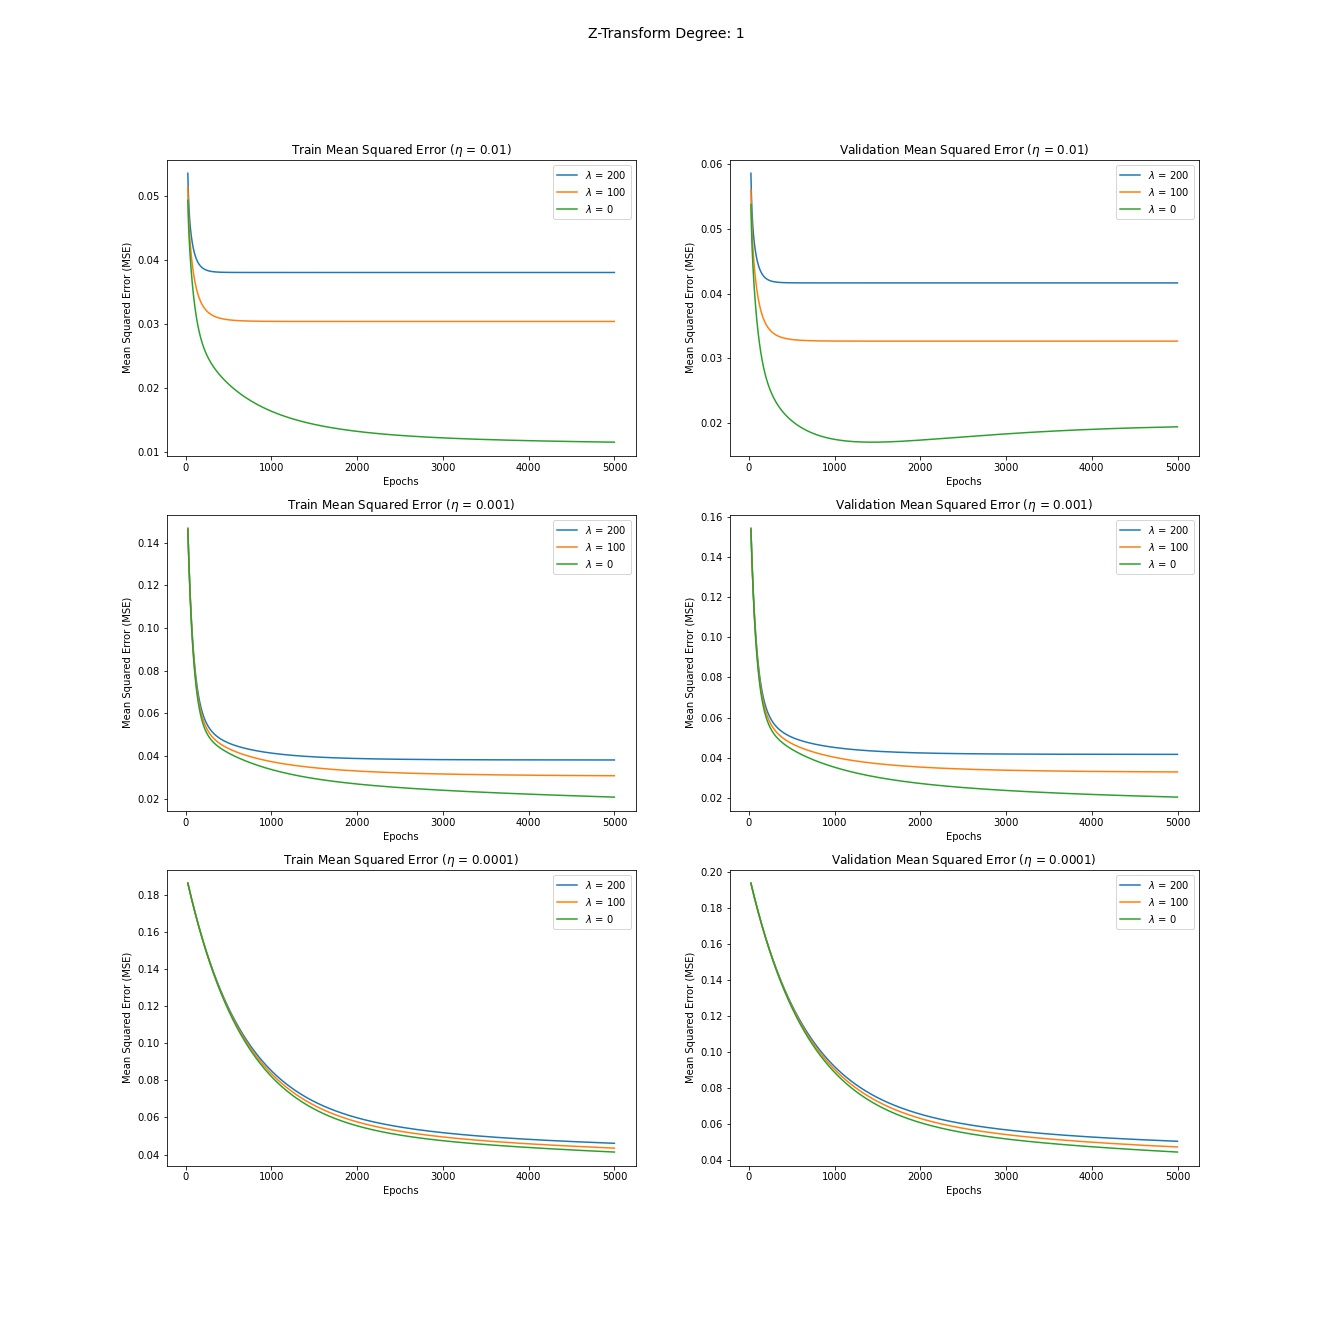 Z-Transform Degree: 1
Train Mean Squared Error (η = 0.01)
Mean Squared Error (MSE)
0.05
0.04
0.03
0.02
0.01
λ = 200
λ = 100
λ = 0
0 1000 2000 3000 4000 5000
Epochs
Validation Mean Squared Error (η = 0.01)
Mean Squared Error (MSE)
0.06
0.05
0.04
0.03
0.02
λ = 200
λ = 100
λ = 0
0 1000 2000 3000 4000 5000
Epochs
Train Mean Squared Error (η = 0.001)
Mean Squared Error (MSE)
0.14
0.12
0.10
0.08
0.06
0.04
0.02
λ = 200
λ = 100
λ = 0
0 1000 2000 3000 4000 5000
Epochs
Validation Mean Squared Error (η = 0.001)
Mean Squared Error (MSE)
0.16
0.14
0.12
0.10
0.08
0.06
0.04
0.02
λ = 200
λ = 100
λ = 0
0 1000 2000 3000 4000 5000
Epochs
Train Mean Squared Error (η = 0.0001)
Mean Squared Error (MSE)
0.18
0.16
0.14
0.12
0.10
0.08
0.06
0.04
λ = 200
λ = 100
λ = 0
0 1000 2000 3000 4000 5000
Epochs
Validation Mean Squared Error (η = 0.0001)
Mean Squared Error (MSE)
0.20
0.18
0.16
0.14
0.12
0.10
0.08
0.06
0.04
λ = 200
λ = 100
λ = 0
0 1000 2000 3000 4000 5000
Epochs